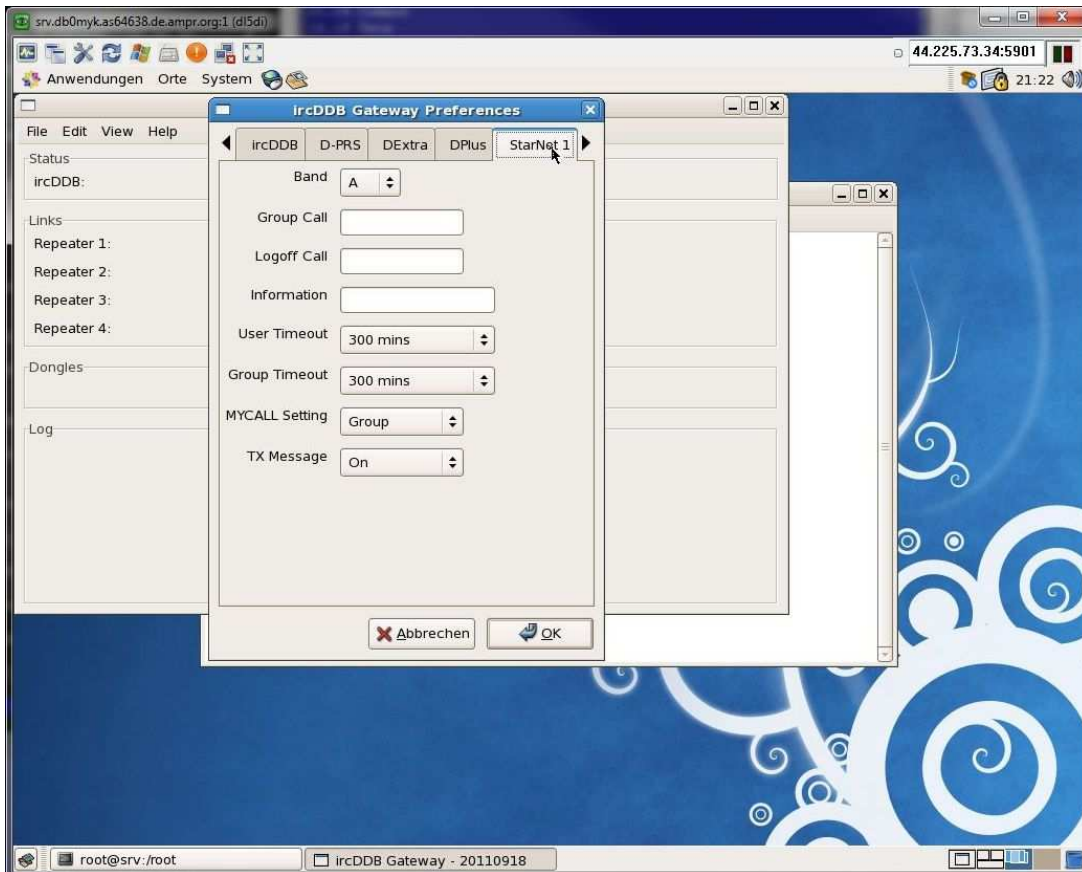 srv.db0myk.as64638.de.ampr.org:1 (dl5di)
44.225.73.34:5901
Anwendungen Orte System
21:22
ircDDB Gateway Preferences
File Edit View Help
ircDDB D-PRS DExtra DPlus StarNet 1
Status
ircDDB:
Links
Repeater 1:
Repeater 2:
Repeater 3:
Repeater 4:
Dongles
Log
Band A
Group Call
Logoff Call
Information
User Timeout 300 mins
Group Timeout 300 mins
MYCALL Setting Group
TX Message On
Abbrechen OK
root@srv:/root
ircDDB Gateway - 20110918